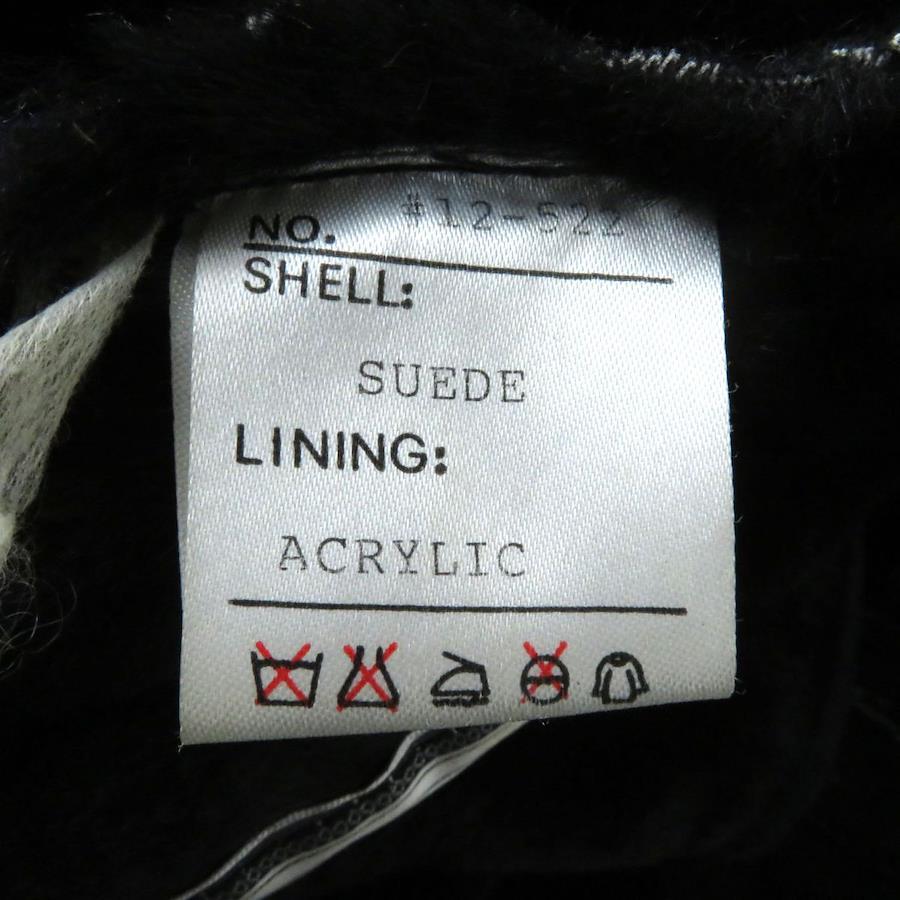 NO. #12-522
SHELL:
SUEDE
LINING:
ACRYLIC